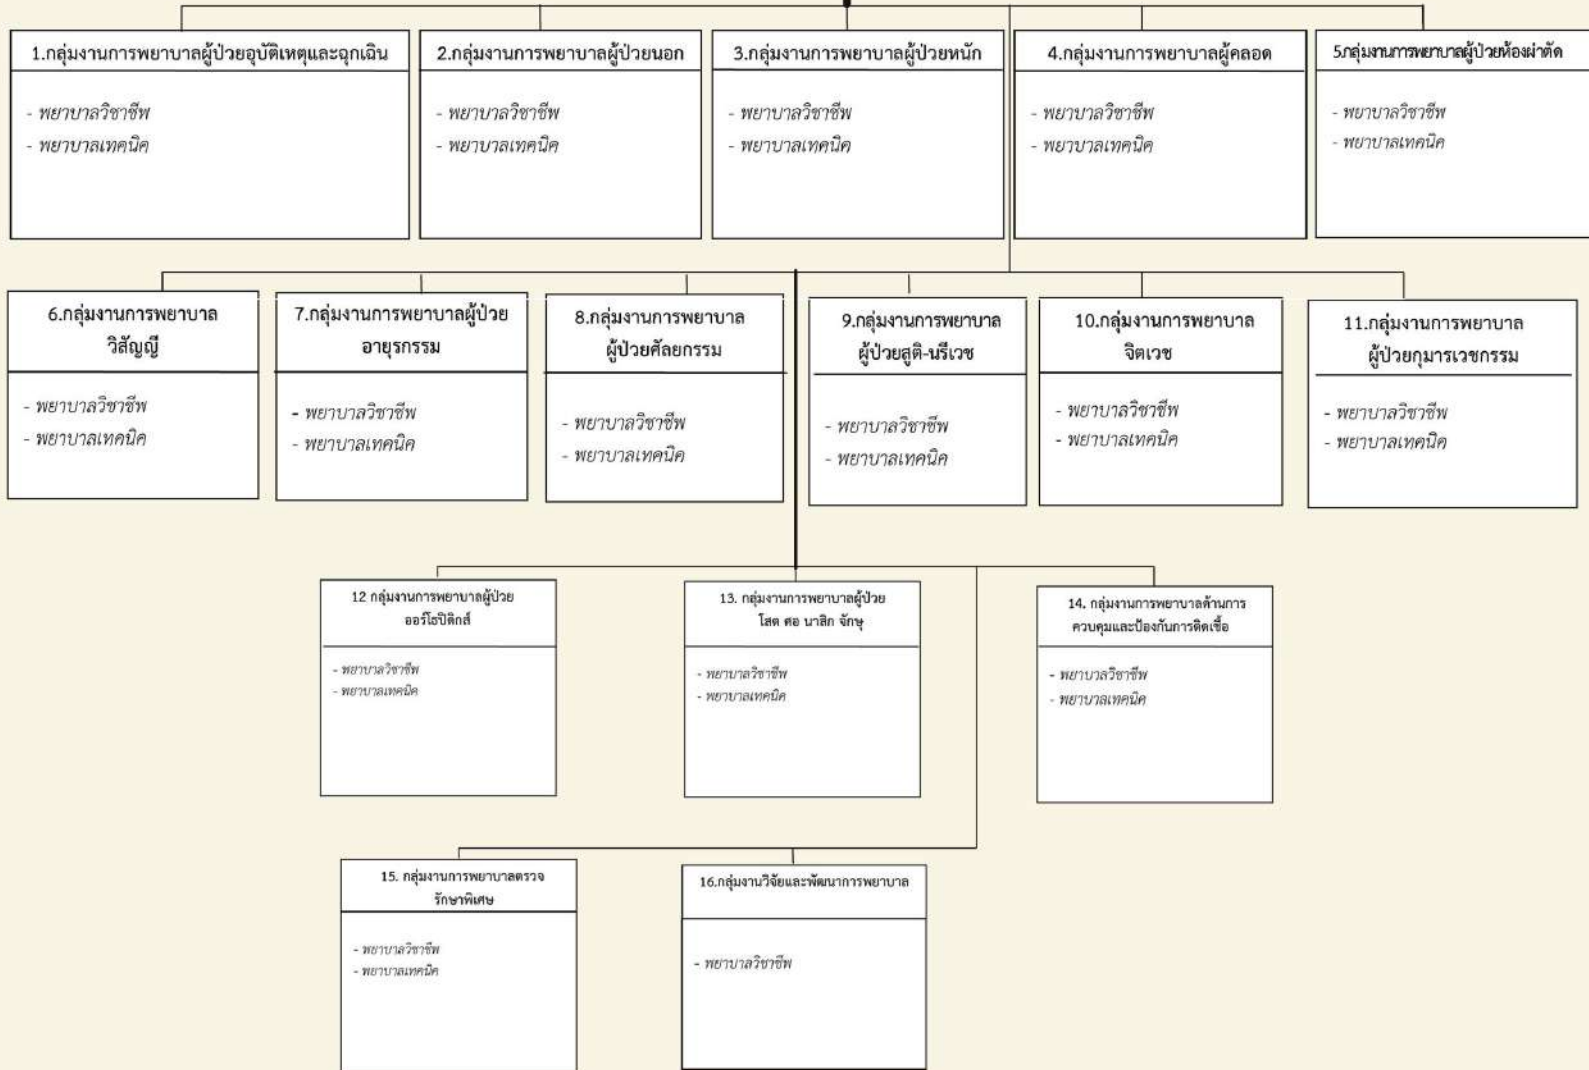 1.กลุ่มงานการพยาบาลผู้ป่วยอุบัติเหตุและฉุกเฉิน
- พยาบาลวิชาชีพ
- พยาบาลเทคนิค
2.กลุ่มงานการพยาบาลผู้ป่วยนอก
- พยาบาลวิชาชีพ
- พยาบาลเทคนิค
3.กลุ่มงานการพยาบาลผู้ป่วยหนัก
- พยาบาลวิชาชีพ
- พยาบาลเทคนิค
4.กลุ่มงานการพยาบาลผู้คลอด
- พยาบาลวิชาชีพ
- พยาบาลเทคนิค
5.กลุ่มงานการพยาบาลผู้ป่วยห้องผ่าตัด
- พยาบาลวิชาชีพ
- พยาบาลเทคนิค
6.กลุ่มงานการพยาบาล
วิสัญญี
- พยาบาลวิชาชีพ
- พยาบาลเทคนิค
7.กลุ่มงานการพยาบาลผู้ป่วย
อายุรกรรม
- พยาบาลวิชาชีพ
- พยาบาลเทคนิค
8.กลุ่มงานการพยาบาล
ผู้ป่วยศัลยกรรม
- พยาบาลวิชาชีพ
- พยาบาลเทคนิค
9.กลุ่มงานการพยาบาล
ผู้ป่วยสูติ-นรีเวช
- พยาบาลวิชาชีพ
- พยาบาลเทคนิค
10.กลุ่มงานการพยาบาล
จิตเวช
- พยาบาลวิชาชีพ
- พยาบาลเทคนิค
11.กลุ่มงานการพยาบาล
ผู้ป่วยกุมารเวชกรรม
- พยาบาลวิชาชีพ
- พยาบาลเทคนิค
12 กลุ่มงานการพยาบาลผู้ป่วย
ออร์โธปิดิกส์
- พยาบาลวิชาชีพ
- พยาบาลเทคนิค
13. กลุ่มงานการพยาบาลผู้ป่วย
โสต ศอ นาสิก จักษุ
- พยาบาลวิชาชีพ
- พยาบาลเทคนิค
14. กลุ่มงานการพยาบาลด้านการ
ควบคุมและป้องกันการติดเชื้อ
- พยาบาลวิชาชีพ
- พยาบาลเทคนิค
15. กลุ่มงานการพยาบาลตรวจ
รักษาพิเศษ
- พยาบาลวิชาชีพ
- พยาบาลเทคนิค
16.กลุ่มงานวิจัยและพัฒนาการพยาบาล
- พยาบาลวิชาชีพ